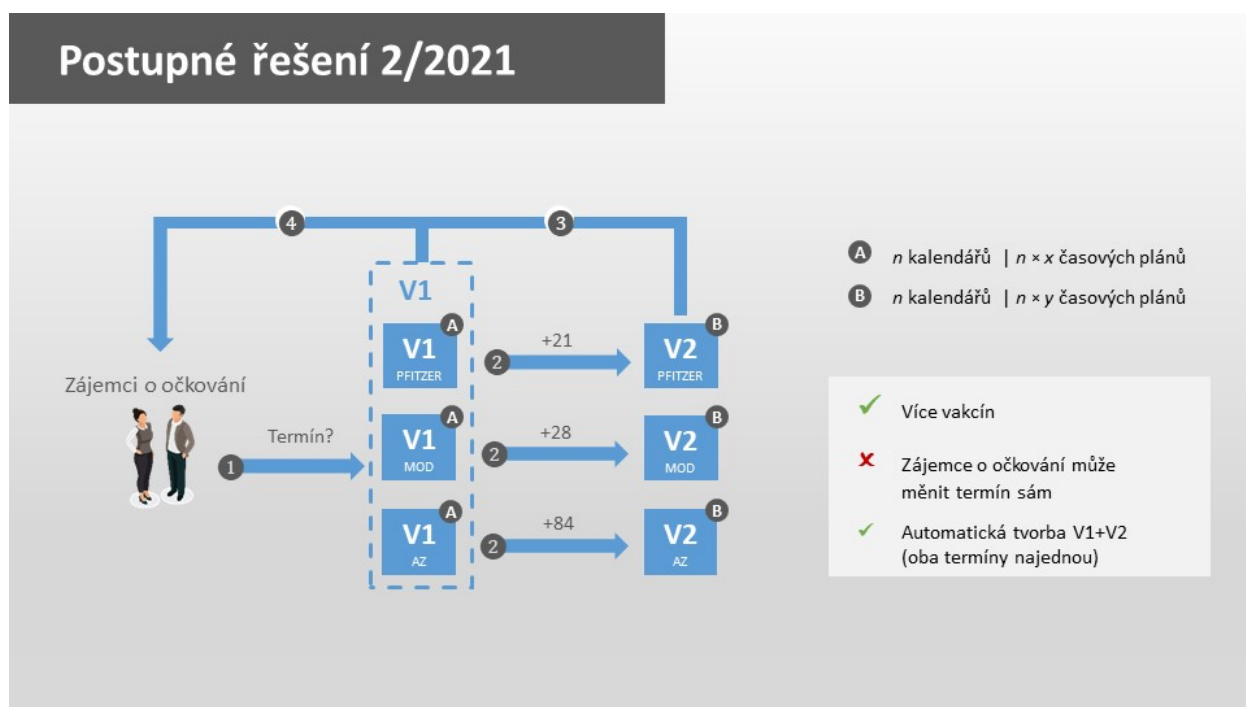 Postupné řešení 2/2021
4
3
A n kalendářů | n × x časových plánů
B n kalendářů | n × y časových plánů
V1
A
V1
PFITZER
2
+21
B
V2
PFITZER
Zájemci o očkování
1
Termín?
A
V1
MOD
2
+28
B
V2
MOD
A
V1
AZ
2
+84
B
V2
AZ
Více vakcín
Zájemce o očkování může
měnit termín sám
Automatická tvorba V1+V2
(oba termíny najednou)